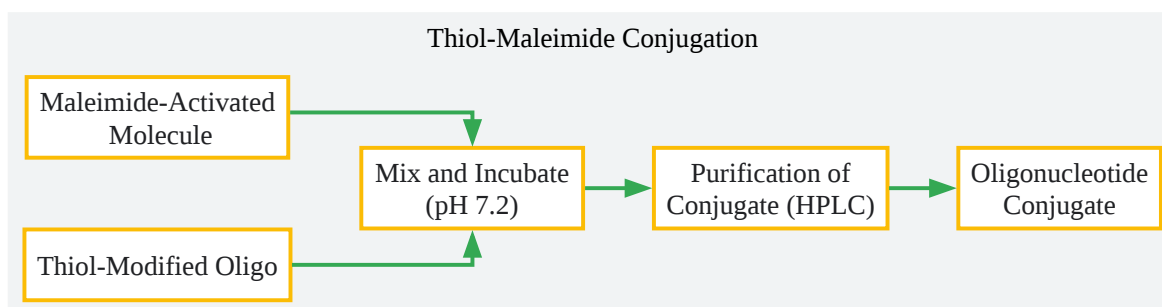 Thiol-Maleimide Conjugation
Maleimide-Activated
Molecule
Mix and Incubate
(pH 7.2)
Purification of
Conjugate (HPLC)
Oligonucleotide
Conjugate
Thiol-Modified Oligo